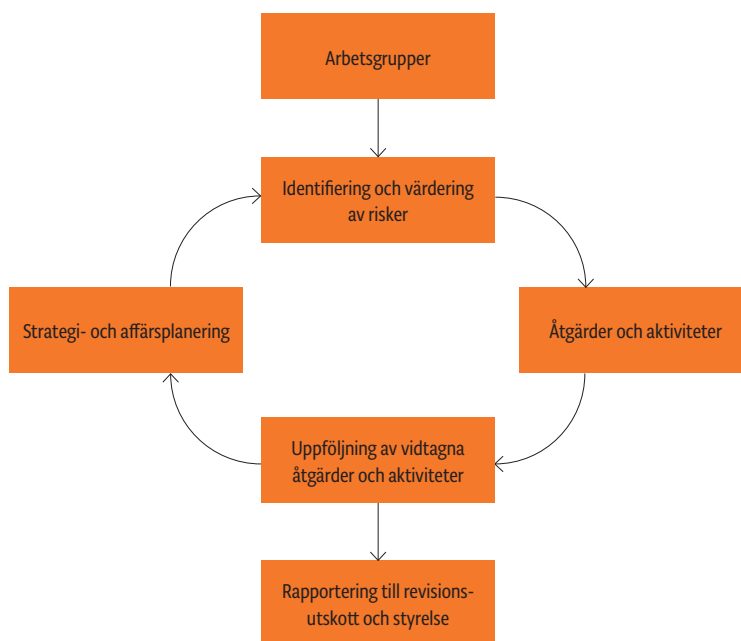 Arbetsgrupper
Identifiering och värdering
av risker
Strategi- och affärsplanering
Åtgärder och aktiviteter
Uppföljning av vidtagna
åtgärder och aktiviteter
Rapportering till revisions-
utskott och styrelse